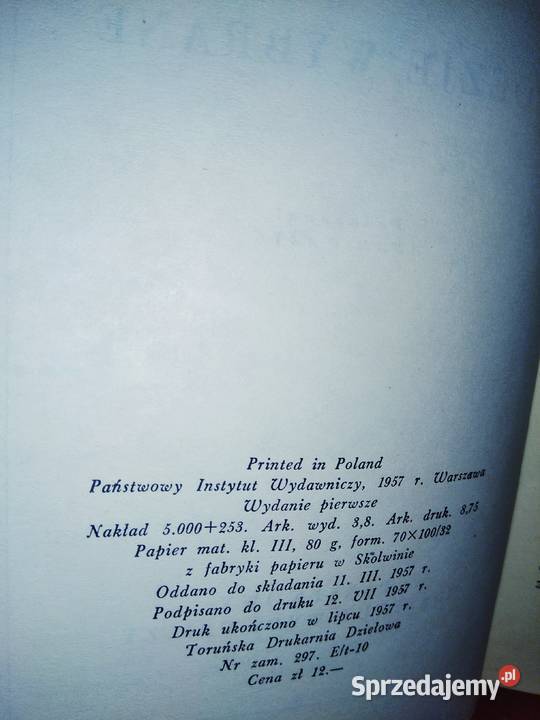 Printed in Poland
Państwowy Instytut Wydawniczy, 1957 r. Warszawa
Wydanie pierwsze
Nakład 5.000+253. Ark. wyd. 3,8. Ark. druk. 8,75
Papier mat. kl. III, 80 g, form. 70×100/32
z fabryki papieru w Skolwinie
Oddano do składania 11. III. 1957 r.
Podpisano do druku 12. VII 1957 r.
Druk ukończono w lipcu 1957 r.
Toruńska Drukarnia Dziełowa
Nr zam. 297. E/t-10
Cena zł 12.—
Sprzedajemy.pl